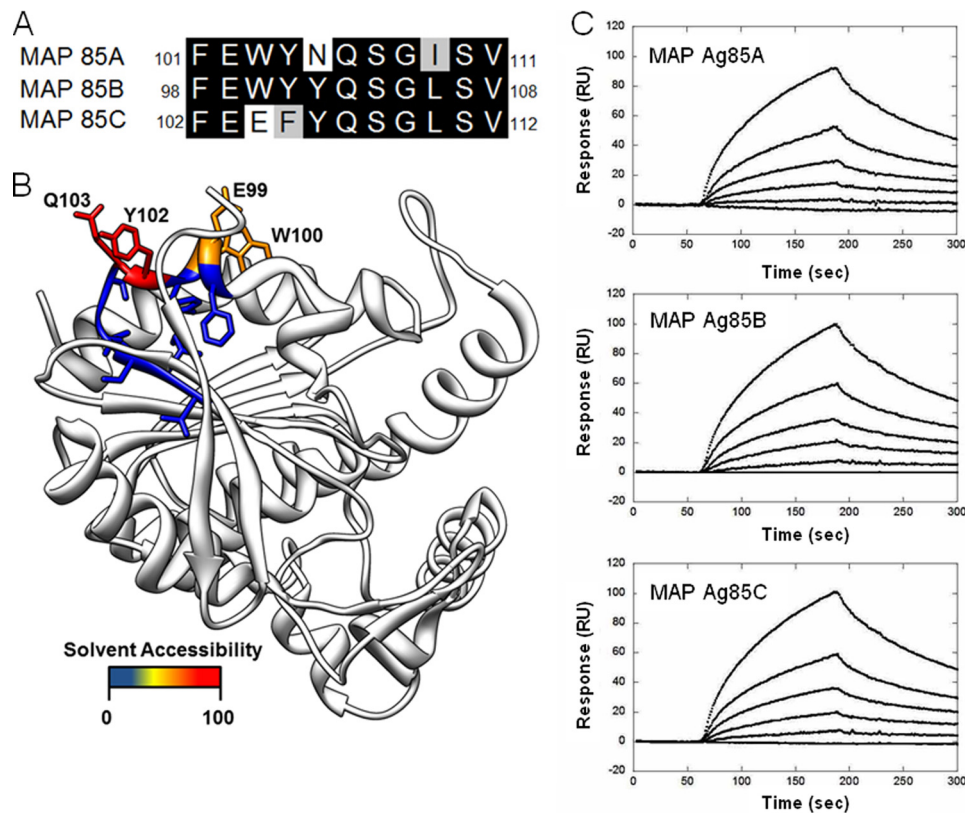 A
MAP 85A 101 F E W Y N Q S G I S V 111
MAP 85B 98 F E W Y Y Q S G L S V 108
MAP 85C 102 F E E F Y Q S G L S V 112
B
Q103
Y102
E99
W100
Solvent Accessibility
0 100
C
MAP Ag85A
Response (RU)
120
100
80
60
40
20
0
-20
0 50 100 150 200 250 300
Time (sec)
MAP Ag85B
Response (RU)
120
100
80
60
40
20
0
-20
0 50 100 150 200 250 300
Time (sec)
MAP Ag85C
Response (RU)
120
100
80
60
40
20
0
-20
0 50 100 150 200 250 300
Time (sec)